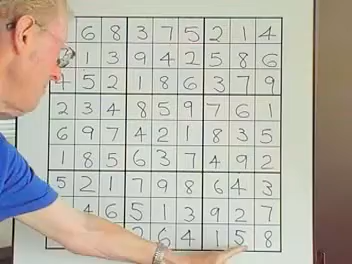 6 8 3 7 5 2 1 4
1 3 9 4 2 5 8 6
4 5 2 1 8 6 3 7 9
2 3 4 8 5 9 7 6 1
6 9 7 4 2 1 8 3 5
1 8 5 6 3 7 4 9 2
5 2 1 7 9 8 6 4 3
4 6 5 1 3 9 2 7
2 6 4 1 5 8